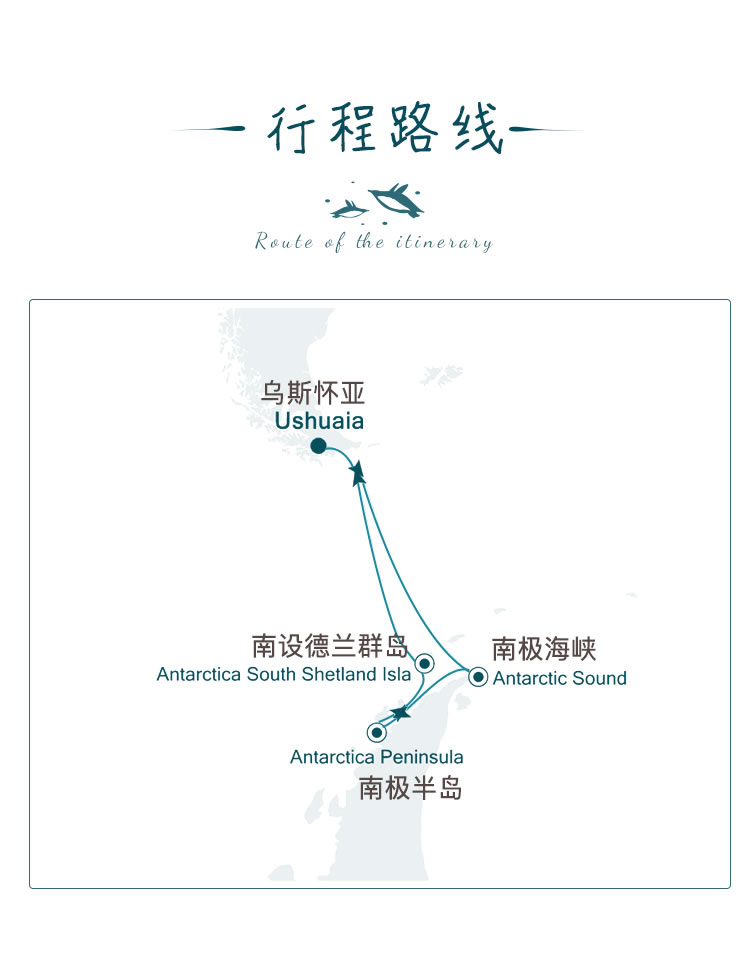 行程路线
Route of the itinerary
乌斯怀亚
Ushuaia
南设德兰群岛
Antarctica South Shetland Isla
南极海峡
Antarctic Sound
Antarctica Peninsula
南极半岛